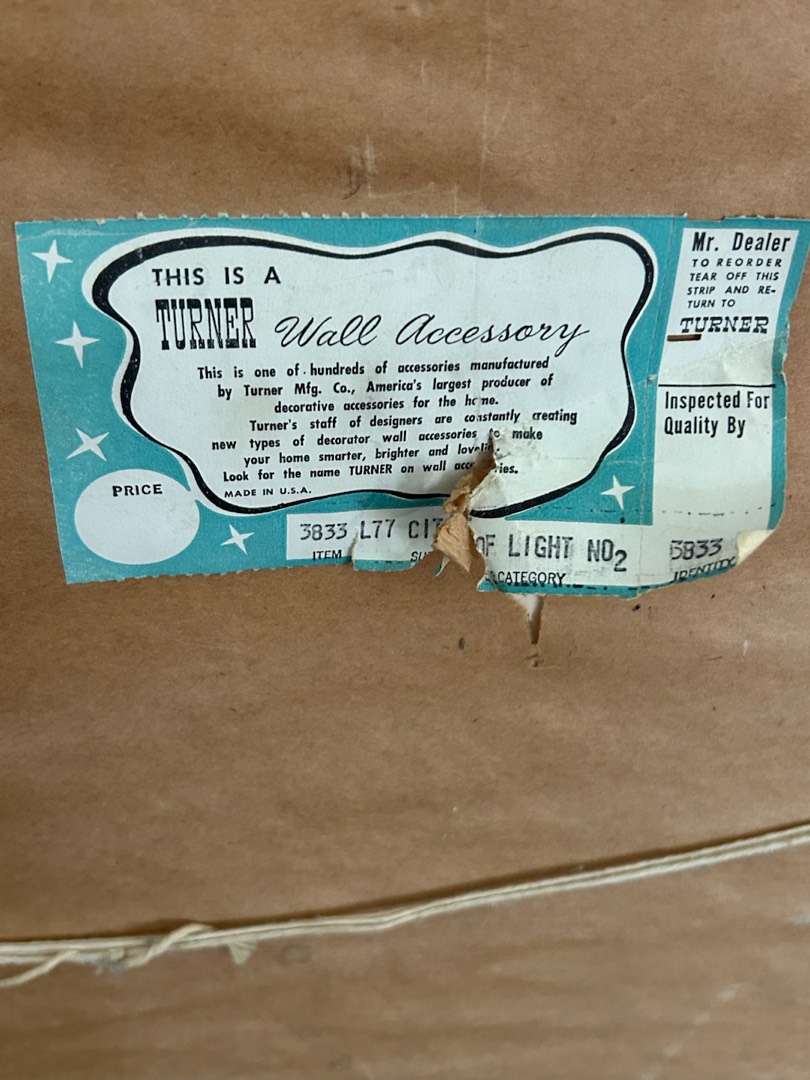 THIS IS A
TURNER Wall Accessory
This is one of hundreds of accessories manufactured
by Turner Mfg. Co., America's largest producer of
decorative accessories for the home.
Turner's staff of designers are constantly creating
new types of decorator wall accessories to make
your home smarter, brighter and
Look for the name TURNER on wall
MADE IN U.S.A.
PRICE
3833 L77 OF LIGHT NO2
ITEM CATEGORY
Mr. Dealer
TO REORDER
TEAR OFF THIS
STRIP AND RE-
TURN TO
TURNER
Inspected For
Quality By
3833
IDENTITY